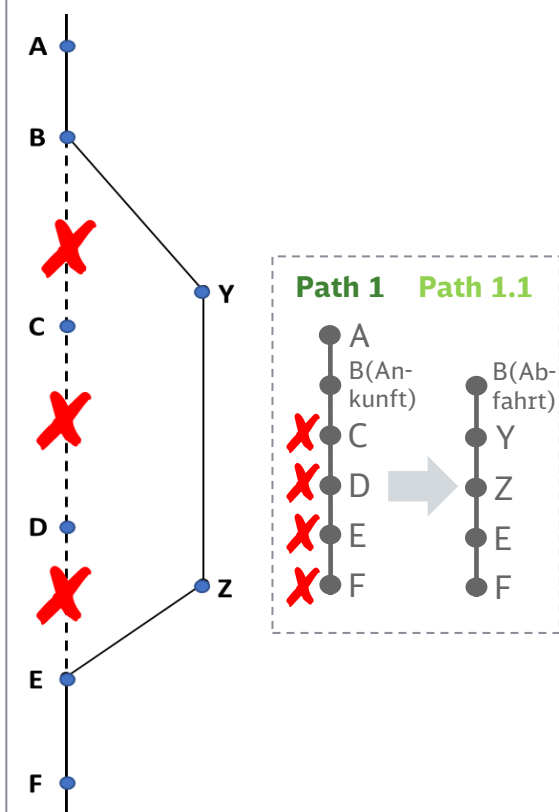 A
B
Y
C
D
Z
E
F
Path 1 Path 1.1
A
B(An-
kunft)
C
D
E
F
B(Ab-
fahrt)
Y
Z
E
F